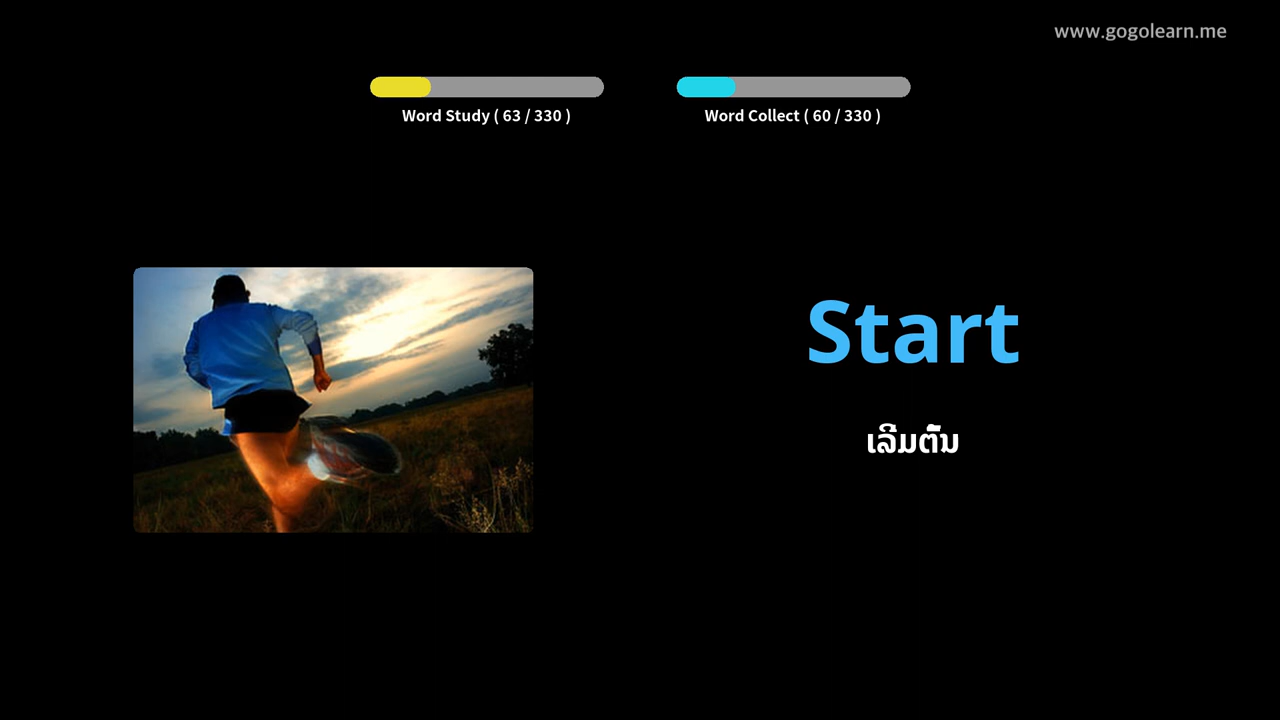 www.gogolearn.me
Word Study ( 63 / 330 )
Word Collect ( 60 / 330 )
Start
ເລີ່ມຕົ້ນ